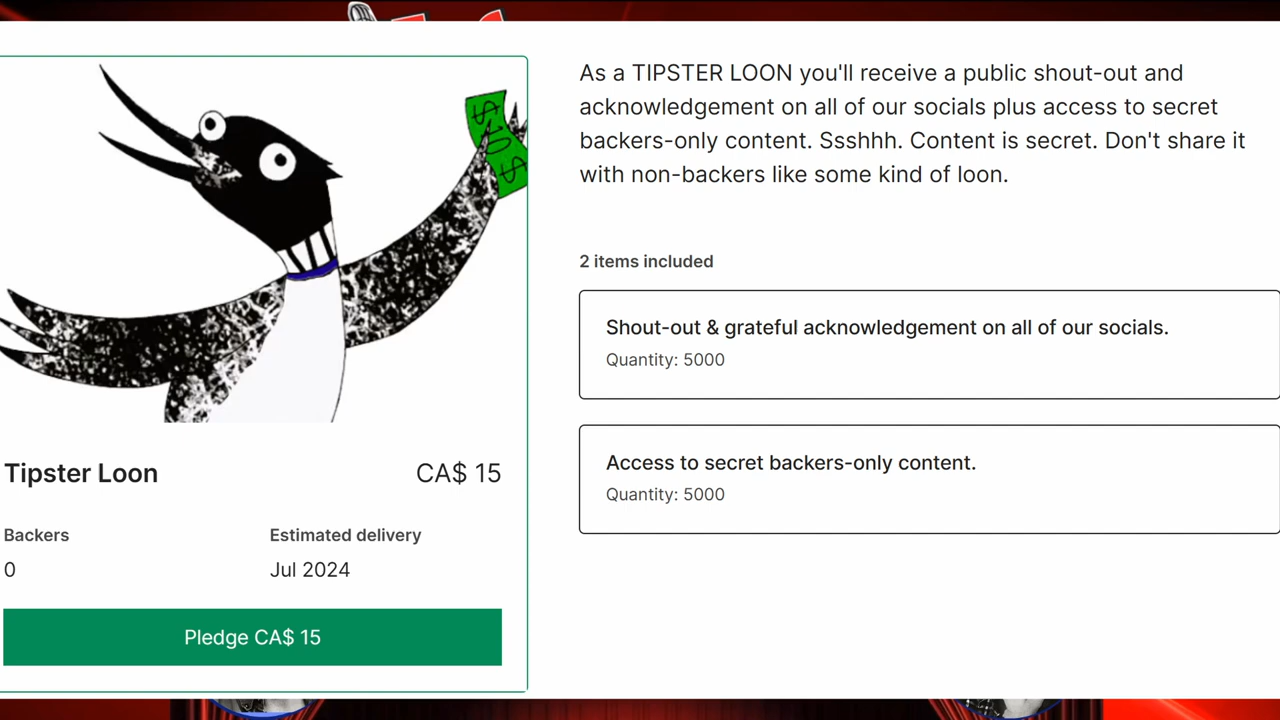 $10$
As a TIPSTER LOON you'll receive a public shout-out and
acknowledgement on all of our socials plus access to secret
backers-only content. Ssshhh. Content is secret. Don't share it
with non-backers like some kind of loon.
2 items included
Shout-out & grateful acknowledgement on all of our socials.
Quantity: 5000
Access to secret backers-only content.
Quantity: 5000
Tipster Loon CA$ 15
Backers Estimated delivery
0 Jul 2024
Pledge CA$ 15